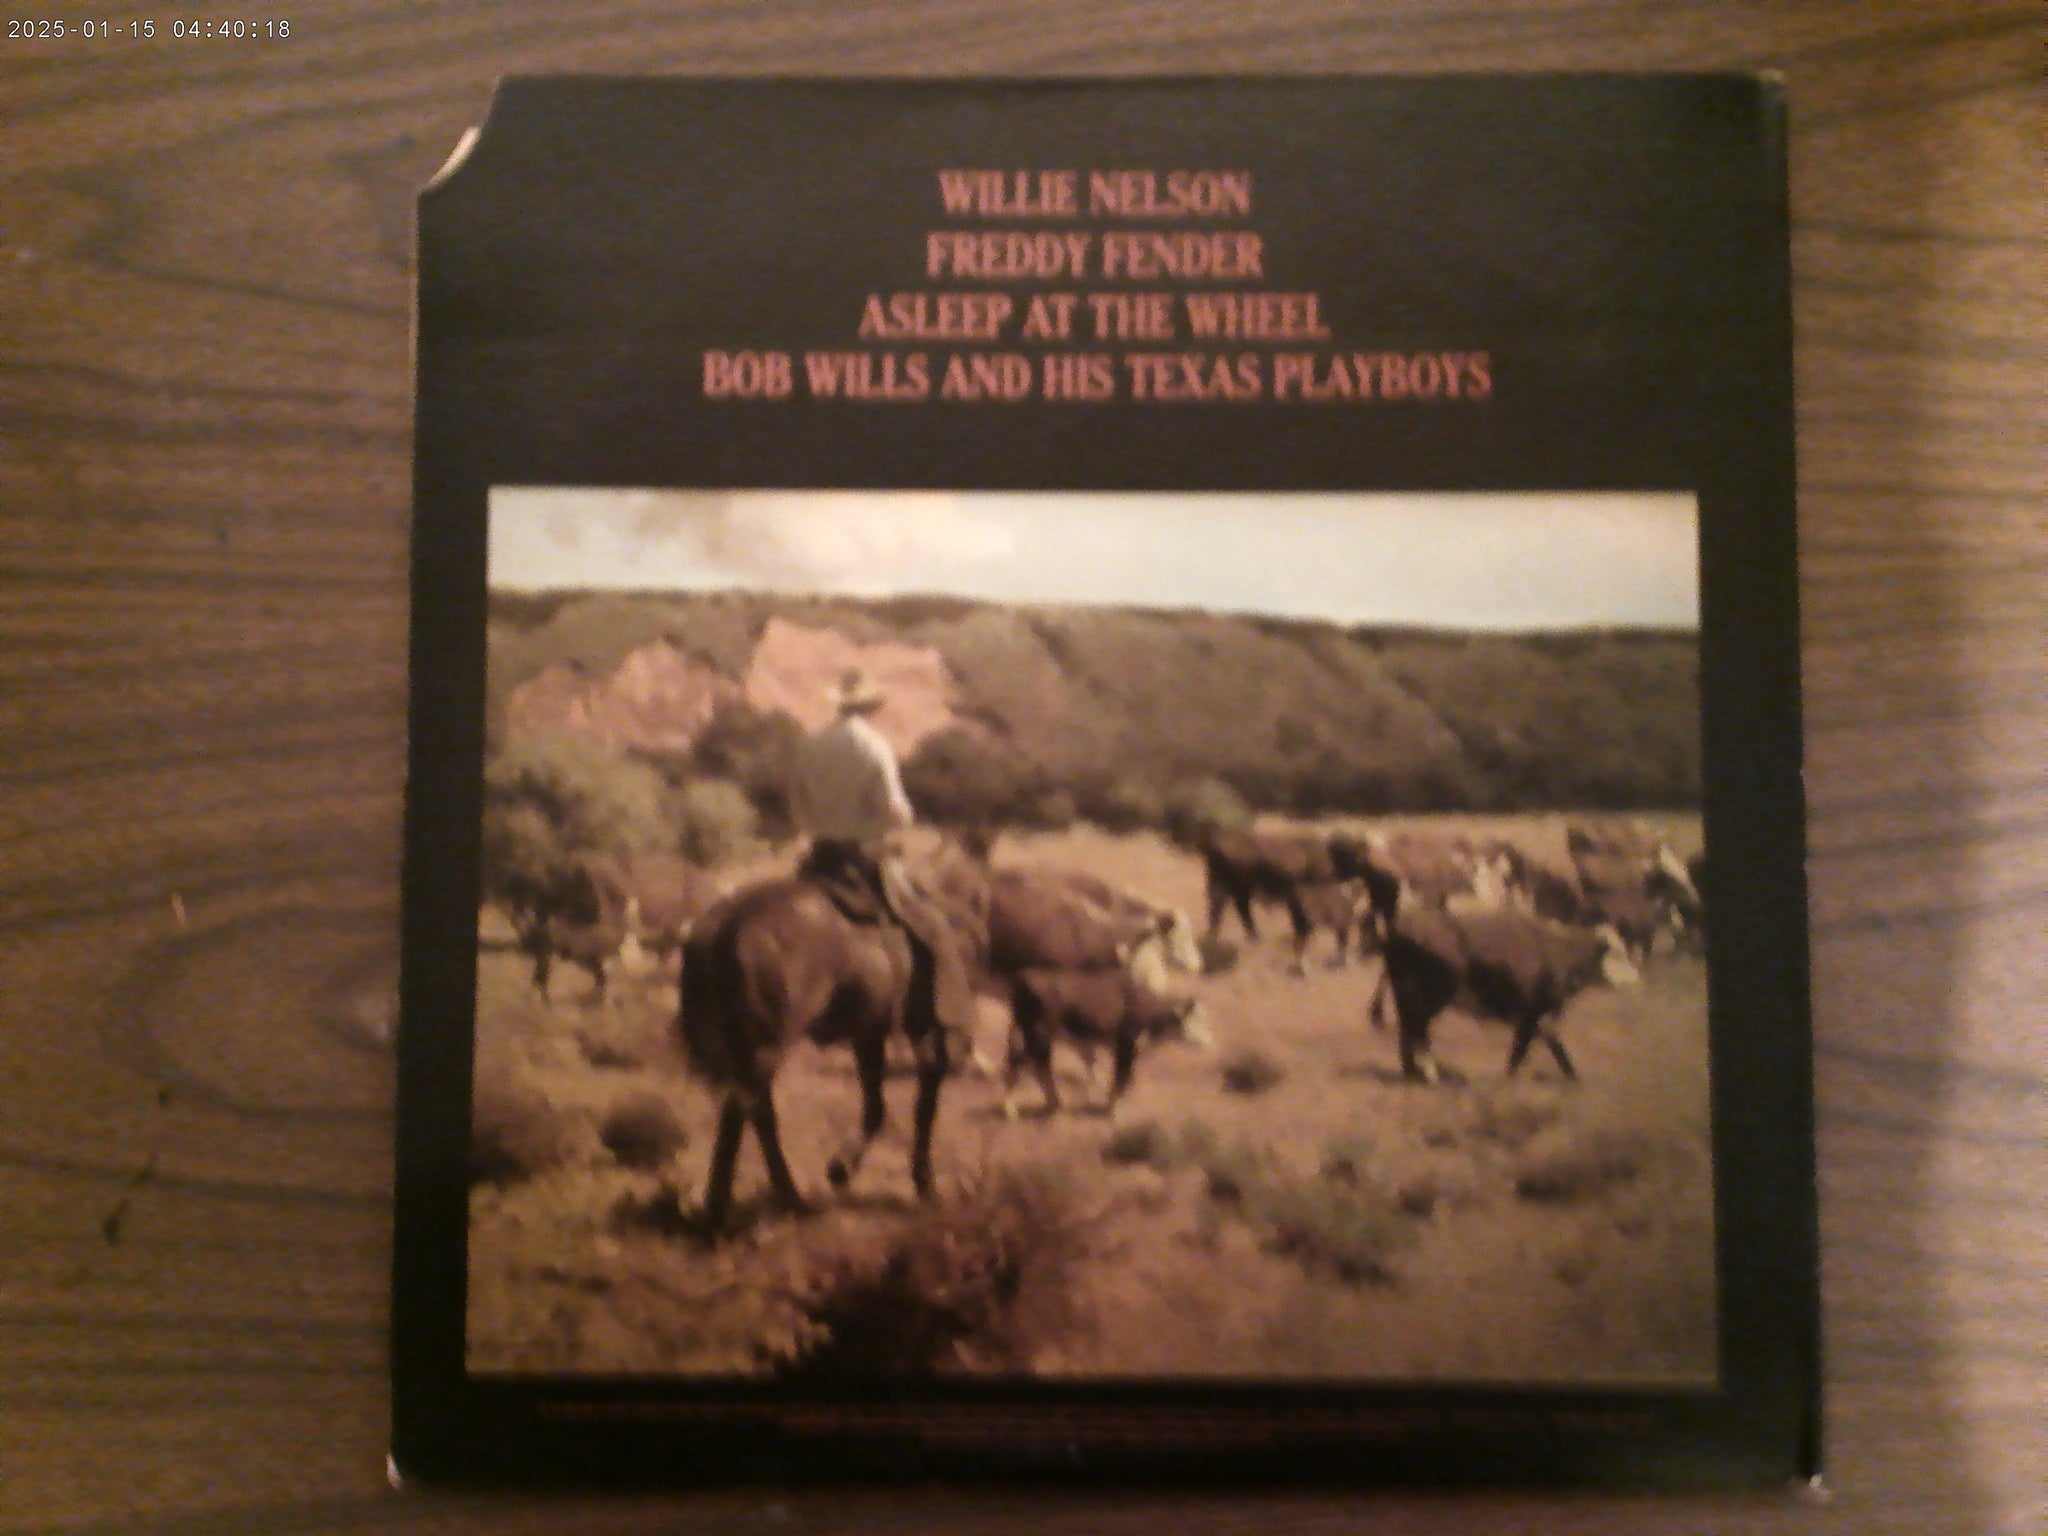 2025-01-15 04:40:18
WILLIE NELSON
FREDDY FENDER
ASLEEP AT THE WHEEL
BOB WILLS AND HIS TEXAS PLAYBOYS